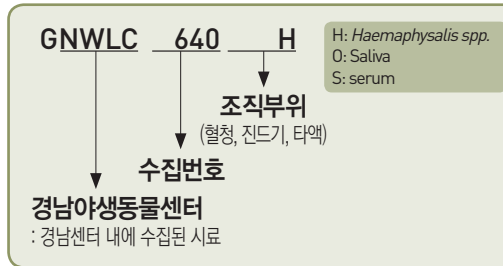 GNWLC 640 H
H: Haemaphysalis spp.
O: Saliva
S: serum
조직부위
(혈청, 진드기, 타액)
수집번호
경남야생동물센터
: 경남센터 내에 수집된 시료